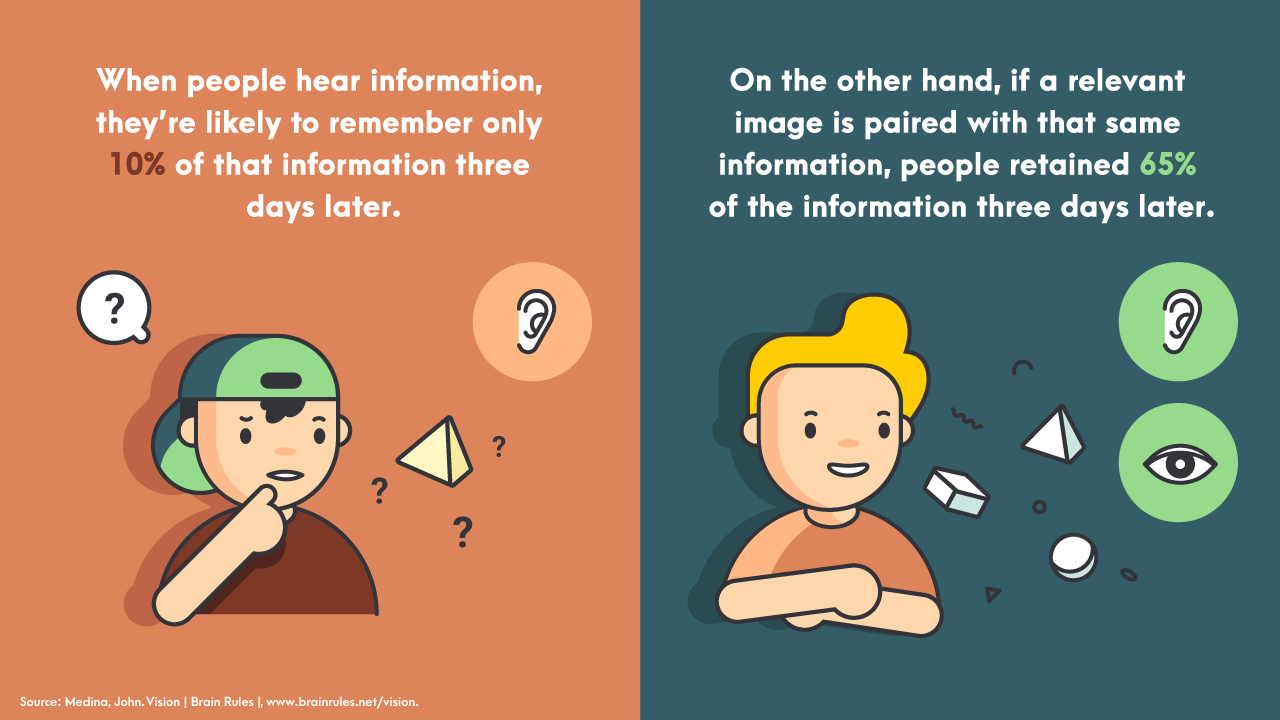 When people hear information,
they're likely to remember only
10% of that information three
days later.
On the other hand, if a relevant
image is paired with that same
information, people retained 65%
of the information three days later.
?
?
?
?
Source: Medina, John. Vision | Brain Rules |, www.brainrules.net/vision.